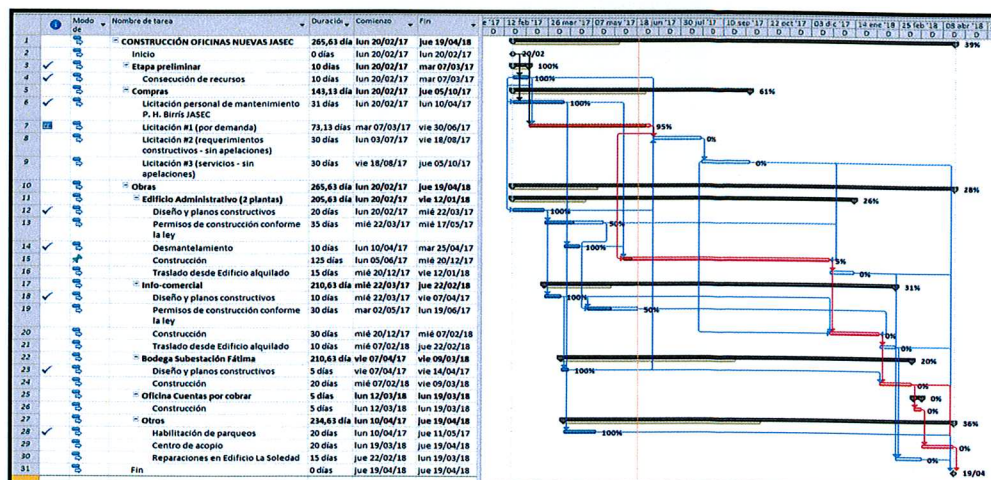 Modo de Nombre de tarea Duración Comienzo Fin
e '17 12 feb '17 26 mar '17 07 may '17 18 jun '17 30 jul '17 10 sep '17 22 oct '17 03 dic '17 14 ene '18 25 feb '18 08 abr '18
D D D D D D D D D D D D
1 CONSTRUCCIÓN OFICINAS NUEVAS JASEC 265,63 día lun 20/02/17 jue 19/04/18 39%
2 Inicio 0 días lun 20/02/17 lun 20/02/17 20/02
3 Etapa preliminar 10 días lun 20/02/17 mar 07/03/17 100%
4 Consecución de recursos 10 días lun 20/02/17 mar 07/03/17 100%
5 Compras 143,13 día lun 20/02/17 jue 05/10/17 61%
6 Licitación personal de mantenimiento 31 días lun 20/02/17 lun 10/04/17 100%
P. H. Birrís JASEC
7 Licitación #1 (por demanda) 73,13 días mar 07/03/17 vie 30/06/17 95%
8 Licitación #2 (requerimientos 30 días lun 03/07/17 vie 18/08/17 0%
constructivos - sin apelaciones)
9 Licitación #3 (servicios - sin 30 días vie 18/08/17 jue 05/10/17 0%
apelaciones)
10 Obras 265,63 día lun 20/02/17 jue 19/04/18 28%
11 Edificio Administrativo (2 plantas) 205,63 día lun 20/02/17 vie 12/01/18 26%
12 Diseño y planos constructivos 20 días lun 20/02/17 mié 22/03/17 100%
13 Permisos de construcción conforme 35 días mié 22/03/17 mié 17/05/17 50%
la ley
14 Desmantelamiento 10 días lun 10/04/17 mar 25/04/17 100%
15 Construcción 125 días lun 05/06/17 mié 20/12/17 5%
16 Traslado desde Edificio alquilado 15 días mié 20/12/17 vie 12/01/18 0%
17 Info-comercial 210,63 día mié 22/03/17 jue 22/02/18 31%
18 Diseño y planos constructivos 10 días mié 22/03/17 vie 07/04/17 100%
19 Permisos de construcción conforme 30 días mar 02/05/17 lun 19/06/17 50%
la ley
20 Construcción 30 días mié 20/12/17 mié 07/02/18 0%
21 Traslado desde Edificio alquilado 10 días mié 07/02/18 jue 22/02/18 0%
22 Bodega Subestación Fátima 210,63 día vie 07/04/17 vie 09/03/18 20%
23 Diseño y planos constructivos 5 días vie 07/04/17 vie 14/04/17 100%
24 Construcción 20 días mié 07/02/18 vie 09/03/18 0%
25 Oficina Cuentas por cobrar 5 días lun 12/03/18 lun 19/03/18 0%
26 Construcción 5 días lun 12/03/18 lun 19/03/18 0%
27 Otros 234,63 día lun 10/04/17 jue 19/04/18 36%
28 Habilitación de parqueos 20 días lun 10/04/17 jue 11/05/17 100%
29 Centro de acopio 20 días lun 19/03/18 jue 19/04/18 0%
30 Reparaciones en Edificio La Soledad 15 días jue 22/02/18 lun 19/03/18 0%
31 Fin 0 días jue 19/04/18 jue 19/04/18 19/04